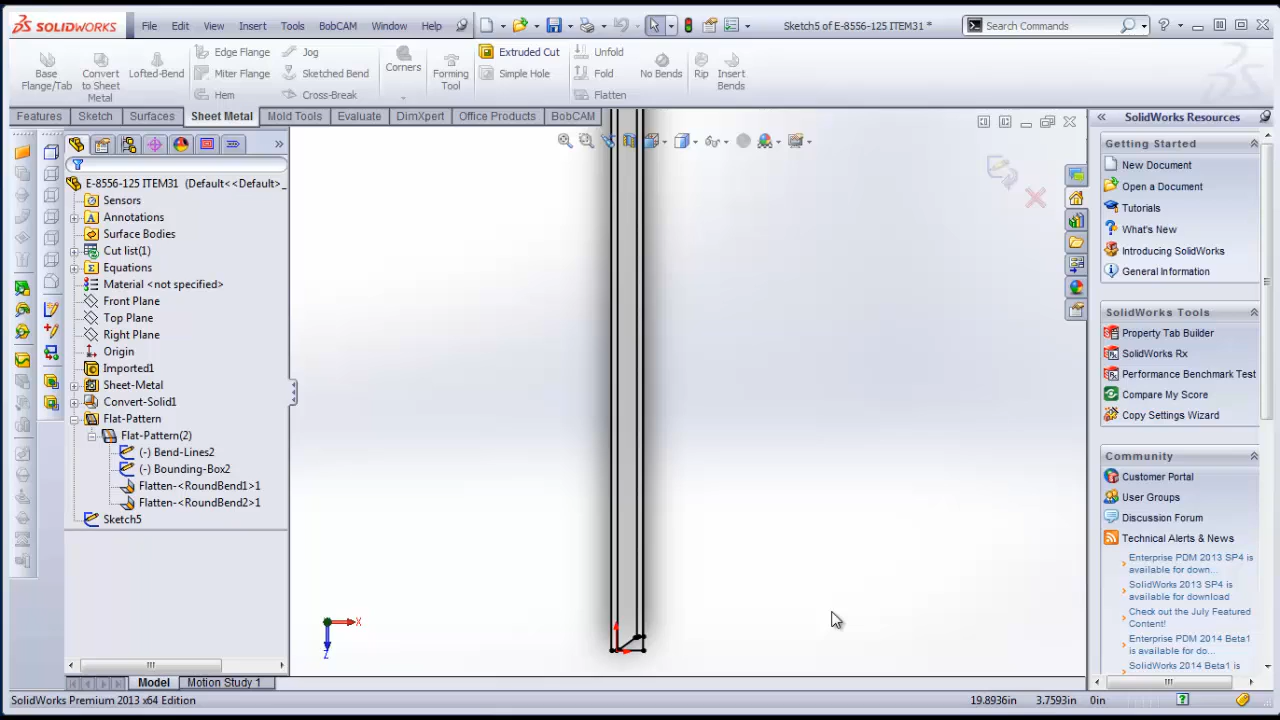 SOLIDWORKS File Edit View Insert Tools BobCAM Window Help Sketch5 of E-8556-125 ITEM31 * Search Commands
Base Flange/Tab Convert to Sheet Metal Lofted-Bend Edge Flange Miter Flange Hem Jog Sketched Bend Cross-Break Corners Forming Tool Extruded Cut Simple Hole Unfold Fold Flatten No Bends Rip Insert Bends
Features Sketch Surfaces Sheet Metal Mold Tools Evaluate DimXpert Office Products BobCAM
E-8556-125 ITEM31 (Default<<Default>_
Sensors
Annotations
Surface Bodies
Cut list(1)
Equations
Material <not specified>
Front Plane
Top Plane
Right Plane
Origin
Imported1
Sheet-Metal
Convert-Solid1
Flat-Pattern
Flat-Pattern(2)
(-) Bend-Lines2
(-) Bounding-Box2
Flatten-<RoundBend1>1
Flatten-<RoundBend2>1
Sketch5
X
Z
SolidWorks Resources
Getting Started
New Document
Open a Document
Tutorials
What's New
Introducing SolidWorks
General Information
SolidWorks Tools
Property Tab Builder
SolidWorks Rx
Performance Benchmark Test
Compare My Score
Copy Settings Wizard
Community
Customer Portal
User Groups
Discussion Forum
Technical Alerts & News
Enterprise PDM 2013 SP4 is
available for down...
SolidWorks 2013 SP4 is
available for download
Check out the July Featured
Content!
Enterprise PDM 2014 Beta1
is available for do...
SolidWorks 2014 Beta1 is
Model Motion Study 1
SolidWorks Premium 2013 x64 Edition 19.8936in 3.7593in 0in